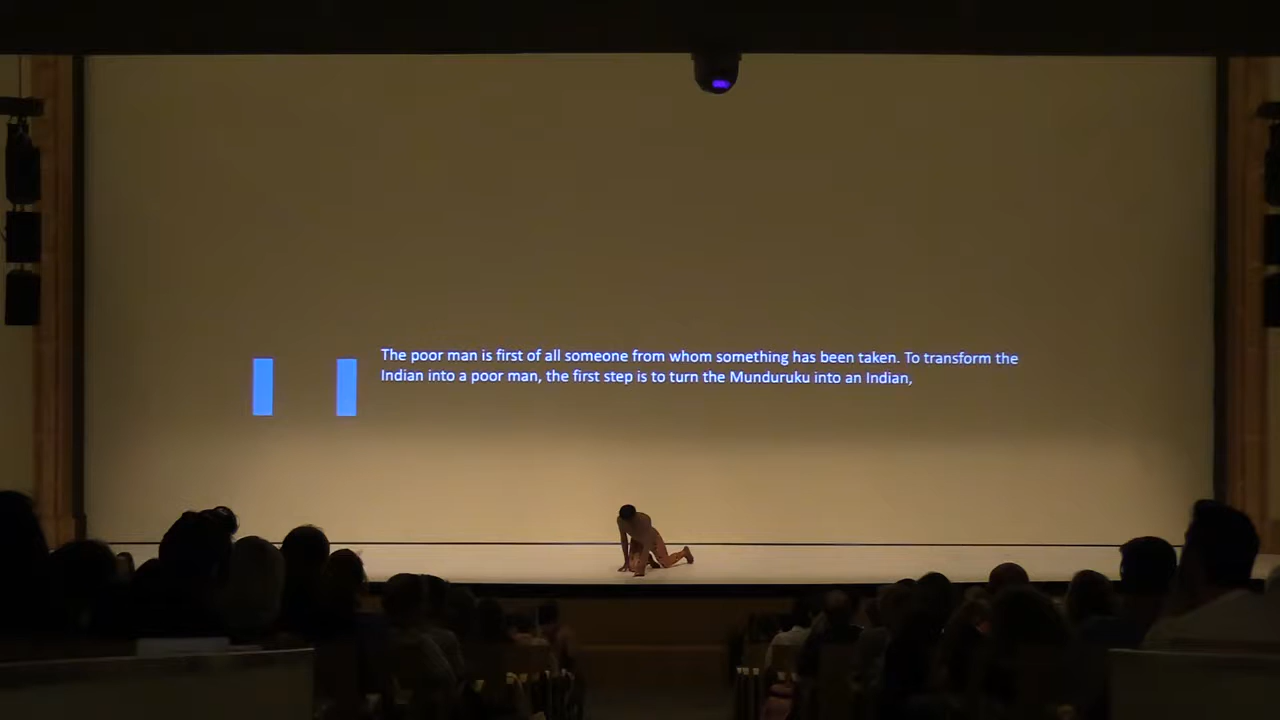 The poor man is first of all someone from whom something has been taken. To transform the
Indian into a poor man, the first step is to turn the Munduruku into an Indian,